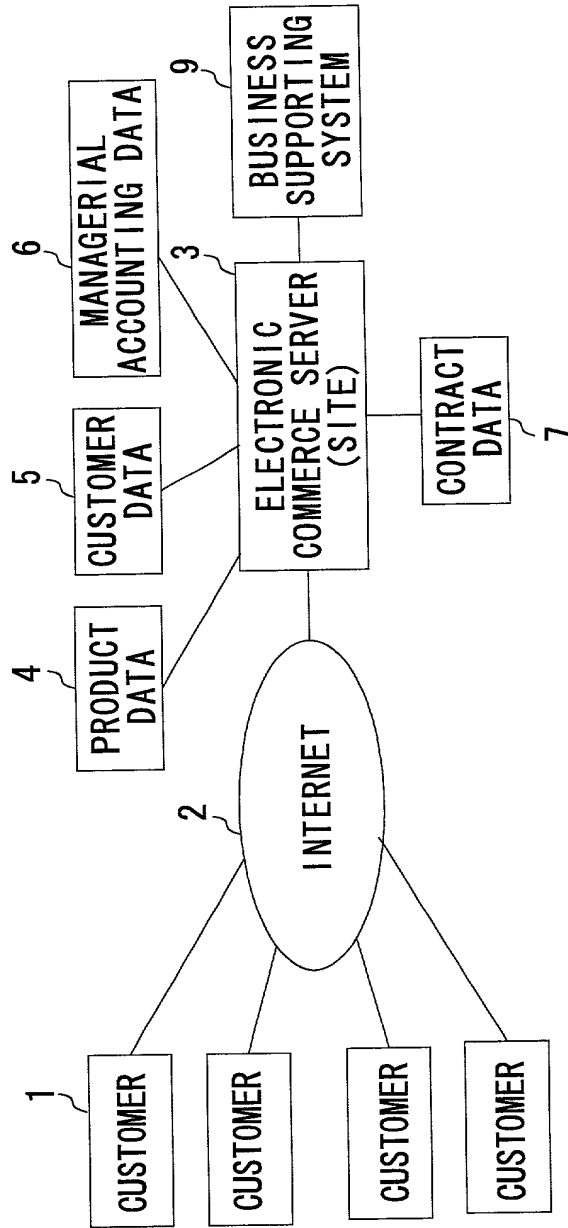 1
CUSTOMER
CUSTOMER
CUSTOMER
CUSTOMER
2
INTERNET
4
PRODUCT
DATA
5
CUSTOMER
DATA
6
MANAGERIAL
ACCOUNTING DATA
3
ELECTRONIC
COMMERCE SERVER
(SITE)
9
BUSINESS
SUPPORTING
SYSTEM
CONTRACT
DATA
7